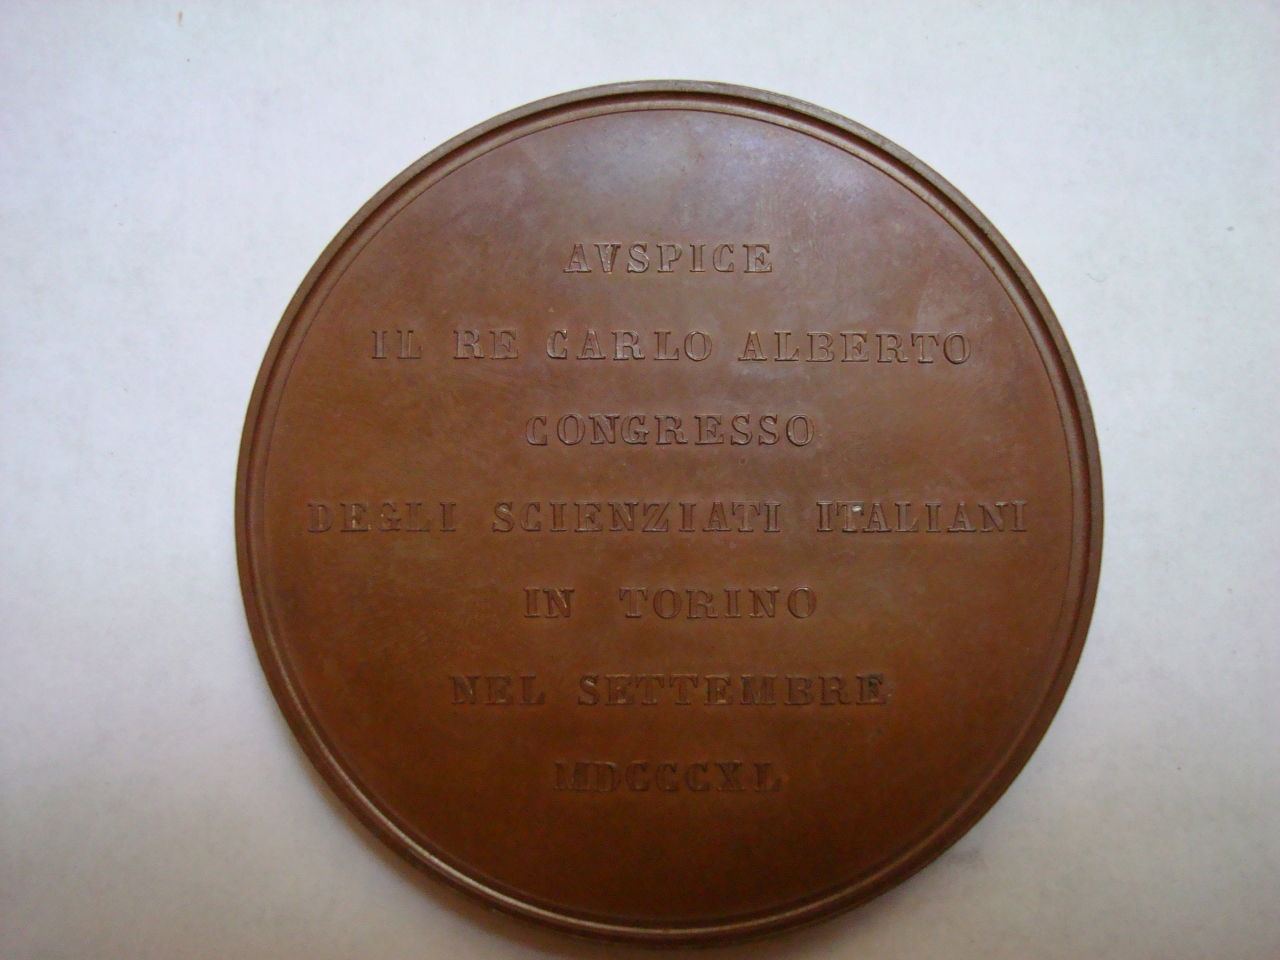 AVSPICE
IL RE CARLO ALBERTO
CONGRESSO
DEGLI SCIENZIATI ITALIANI
IN TORINO
NEL SETTEMBRE
MDCCCXL